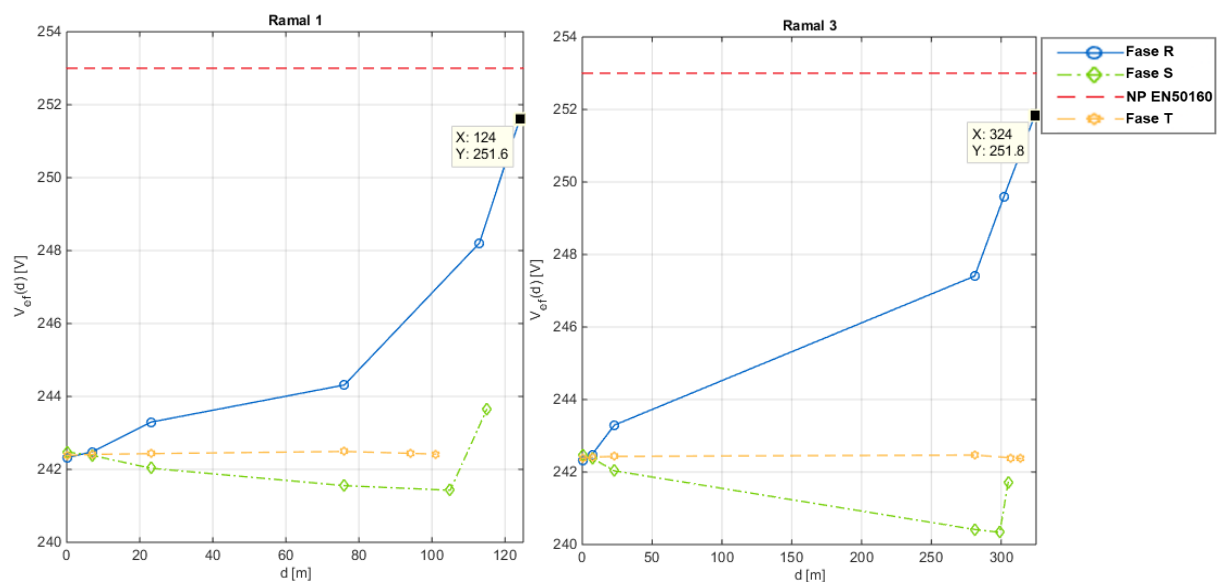 Ramal 1
254
252
250
248
246
244
242
240
V_ef(d) [V]
0
20
40
60
80
100
120
d [m]
X: 124
Y: 251.6
Ramal 3
254
252
250
248
246
244
242
240
V_ef(d) [V]
0
50
100
150
200
250
300
d [m]
X: 324
Y: 251.8
Fase R
Fase S
NP EN50160
Fase T